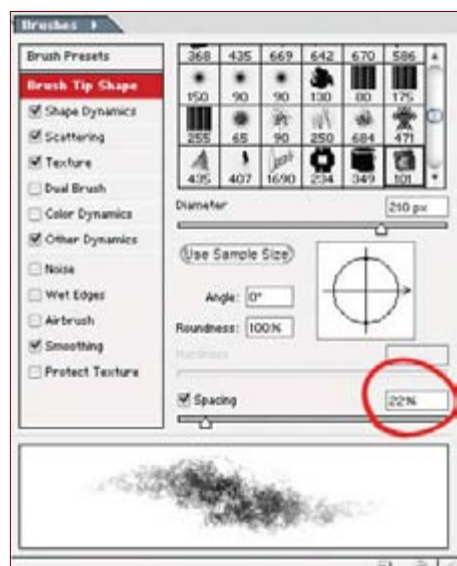 Brushes
Brush Presets
Brush Tip Shape
Shape Dynamics
Scattering
Texture
Dual Brush
Color Dynamics
Other Dynamics
Noise
Wet Edges
Airbrush
Smoothing
Protect Texture
368 435 669 642 670 586
150 90 90 130 80 175
255 65 90 250 684 471
435 407 1690 234 349 101
Diameter 210 px
Use Sample Size
Angle: 0°
Roundness: 100%
Hardness
Spacing 22%